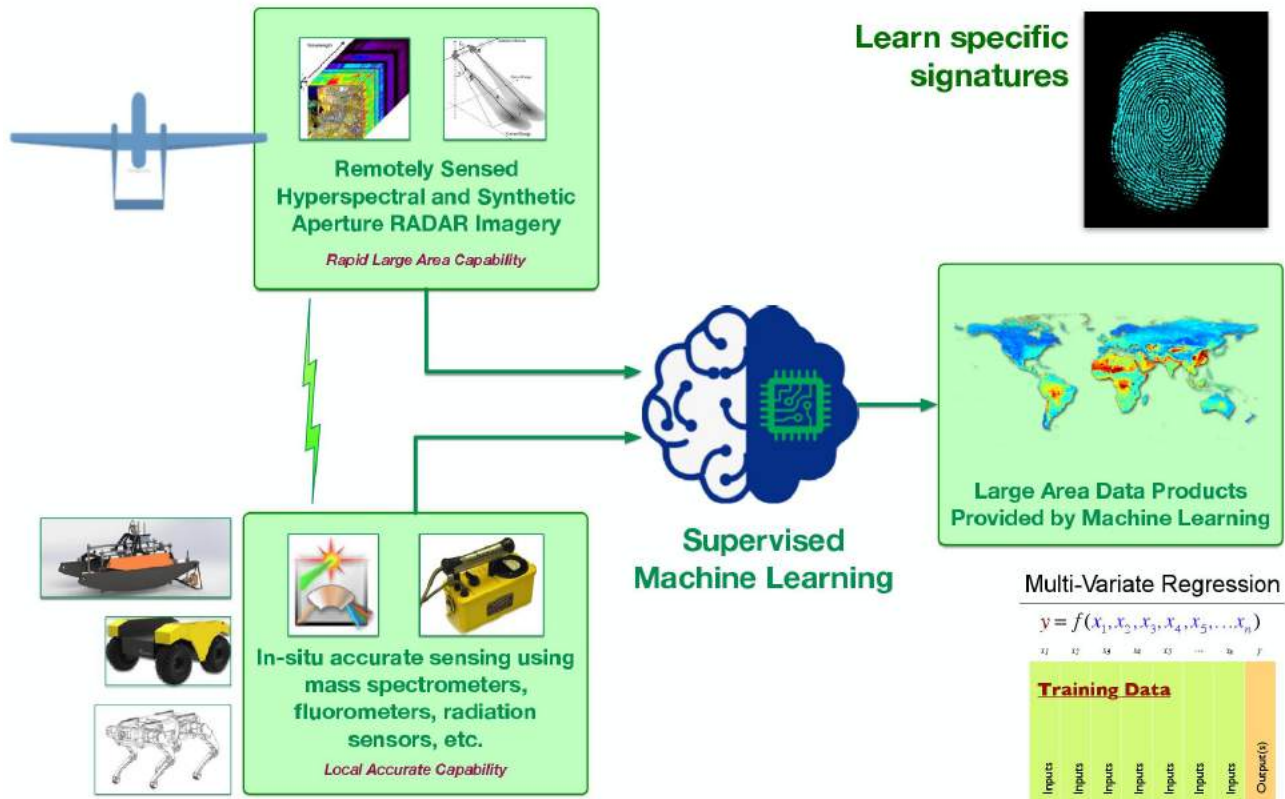 Learn specific
signatures
Remotely Sensed
Hyperspectral and Synthetic
Aperture RADAR Imagery
Rapid Large Area Capability
Supervised
Machine Learning
Large Area Data Products
Provided by Machine Learning
In-situ accurate sensing using
mass spectrometers,
fluorometers, radiation
sensors, etc.
Local Accurate Capability
Multi-Variate Regression
y = f(x₁,x₂,x₃,x₄,x₅,...xₙ)
Training Data
Inputs
Inputs
Inputs
Inputs
Inputs
Inputs
Inputs
Output(s)